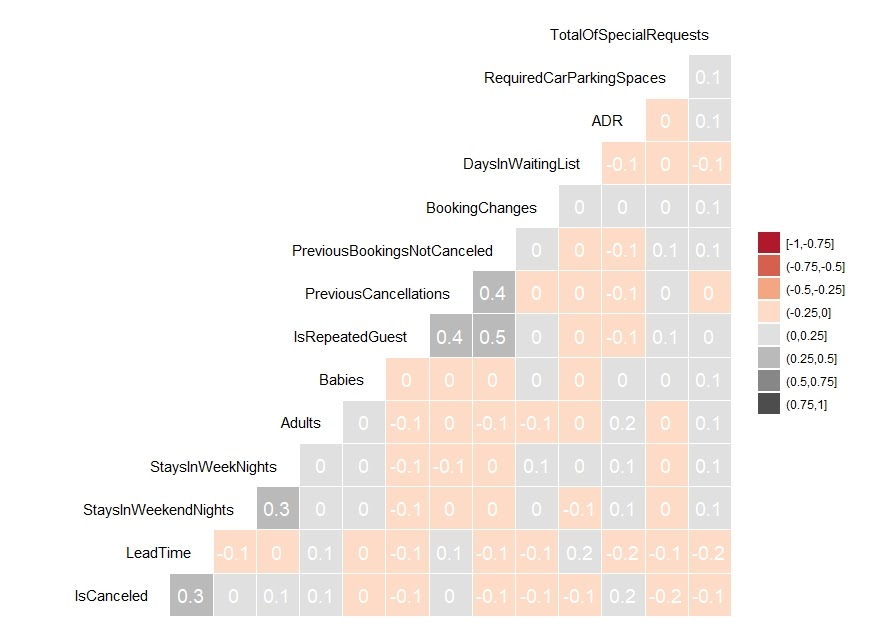 TotalOfSpecialRequests
RequiredCarParkingSpaces 0.1
ADR 0 0.1
DaysInWaitingList -0.1 0 -0.1
BookingChanges 0 0 0 0.1
PreviousBookingsNotCanceled 0 0 -0.1 0.1 0.1
PreviousCancellations 0.4 0 0 -0.1 0 0
IsRepeatedGuest 0.4 0.5 0 0 -0.1 0.1 0
Babies 0 0 0 0 0 0 0 0.1
Adults 0 -0.1 0 -0.1 -0.1 0 0.2 0 0.1
StaysInWeekNights 0 0 -0.1 -0.1 0 0.1 0 0.1 0 0.1
StaysInWeekendNights 0.3 0 0 -0.1 0 0 0 -0.1 0.1 0 0.1
LeadTime -0.1 0 0.1 0 -0.1 0.1 -0.1 -0.1 0.2 -0.2 -0.1 -0.2
IsCanceled 0.3 0 0.1 0.1 0 -0.1 0 -0.1 -0.1 -0.1 0.2 -0.2 -0.1
[-1,-0.75]
(-0.75,-0.5]
(-0.5,-0.25]
(-0.25,0]
(0,0.25]
(0.25,0.5]
(0.5,0.75]
(0.75,1]